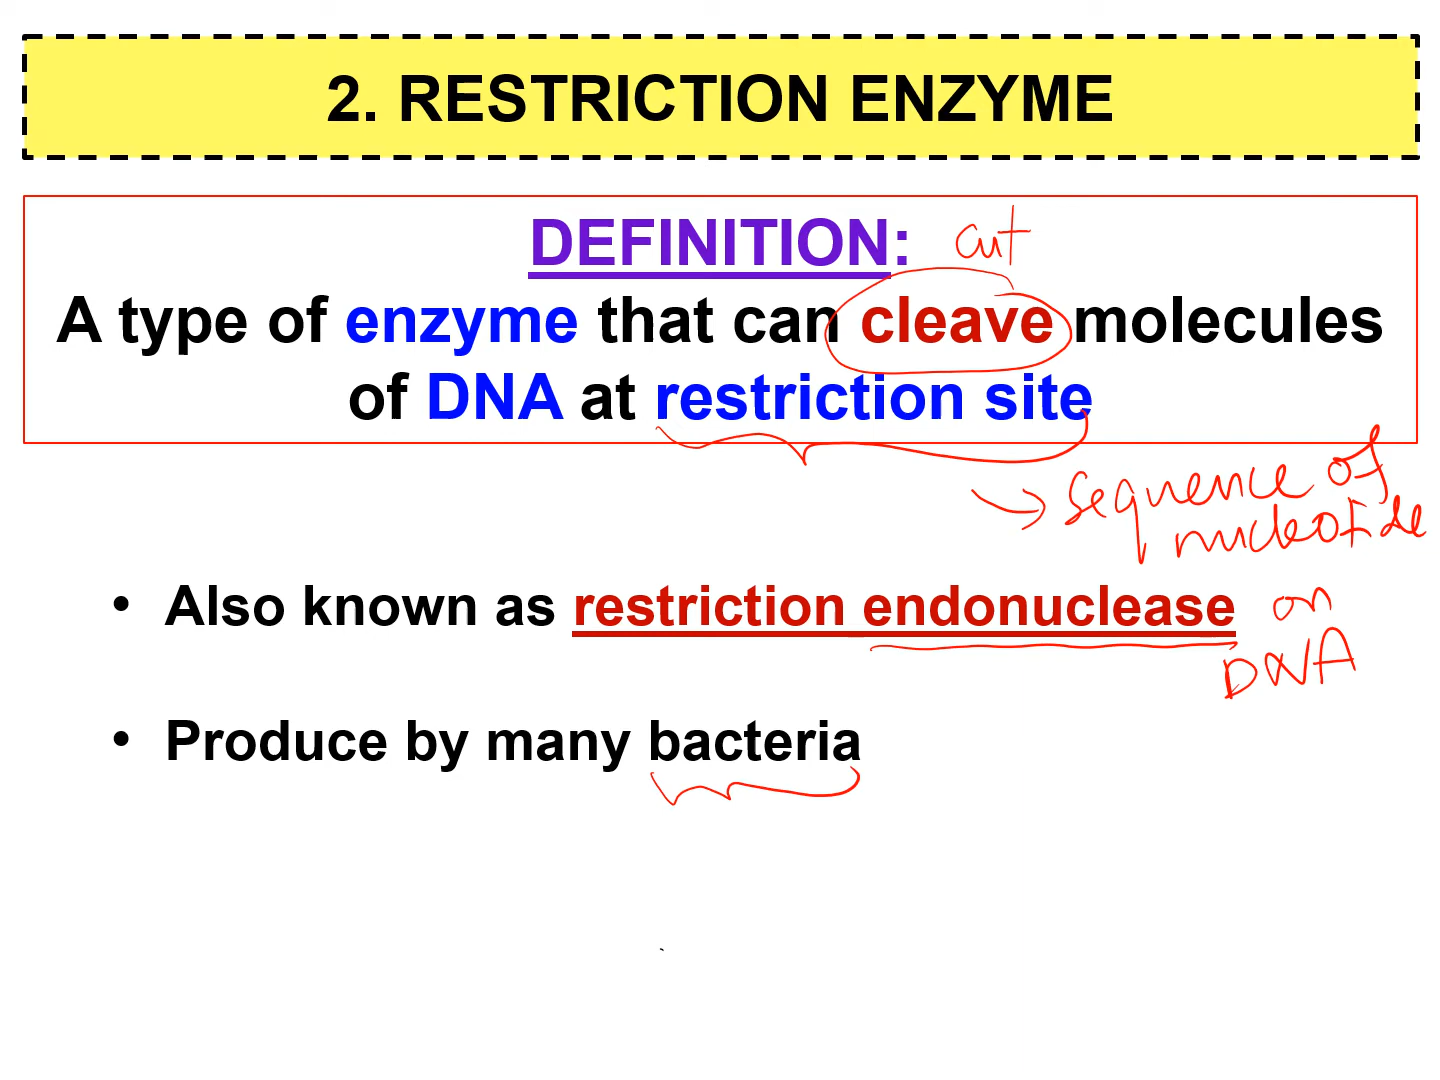 2. RESTRICTION ENZYME
DEFINITION:
cut
A type of enzyme that can cleave molecules
of DNA at restriction site
→ sequence of
nucleotide
• Also known as restriction endonuclease
on
DNA
• Produce by many bacteria